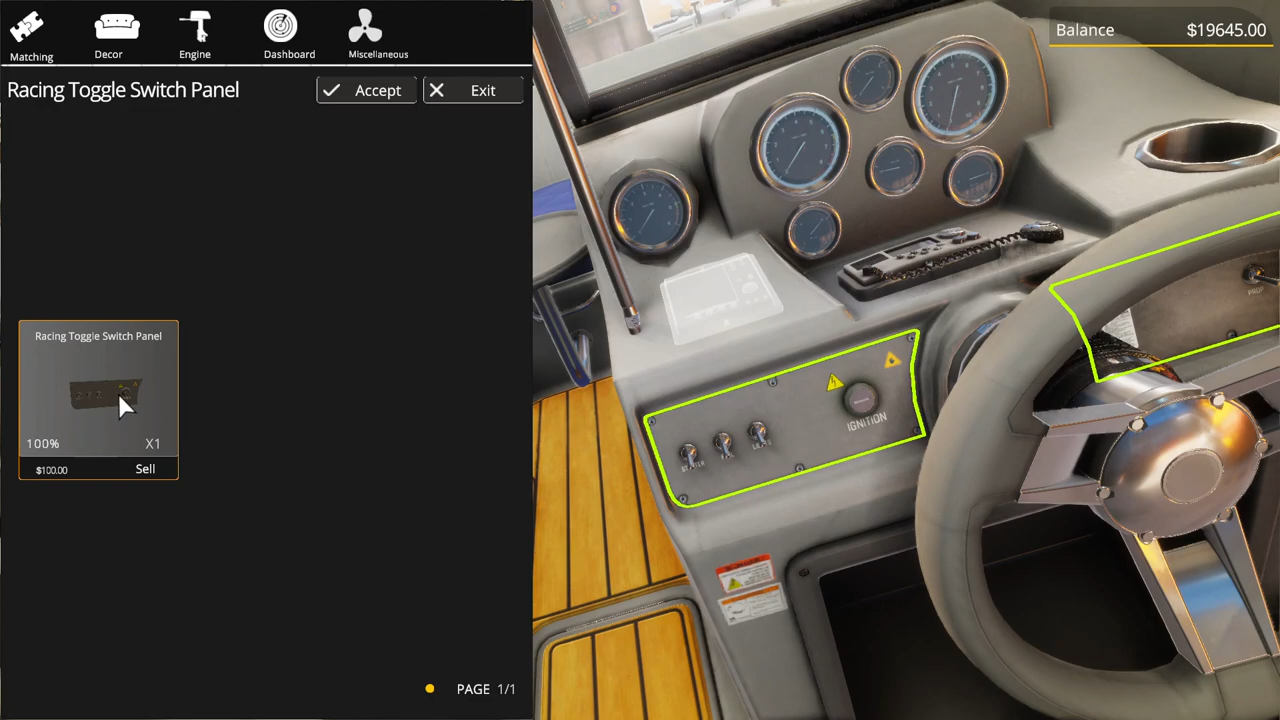 Matching
Decor
Engine
Dashboard
Miscellaneous
Balance $19645.00
Racing Toggle Switch Panel
Accept
Exit
Racing Toggle Switch Panel
100% X1
$100.00 Sell
IGNITION
PAGE 1/1